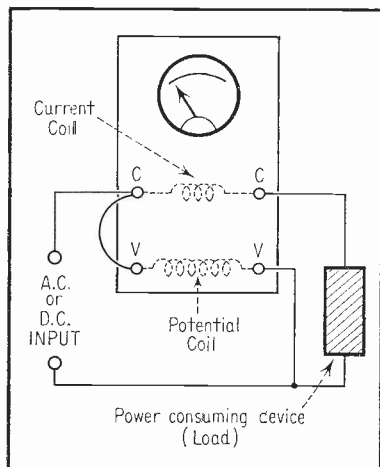 Current
Coil
C
C
V
V
A.C.
or
D.C.
INPUT
Potential
Coil
Power consuming device
(Load)